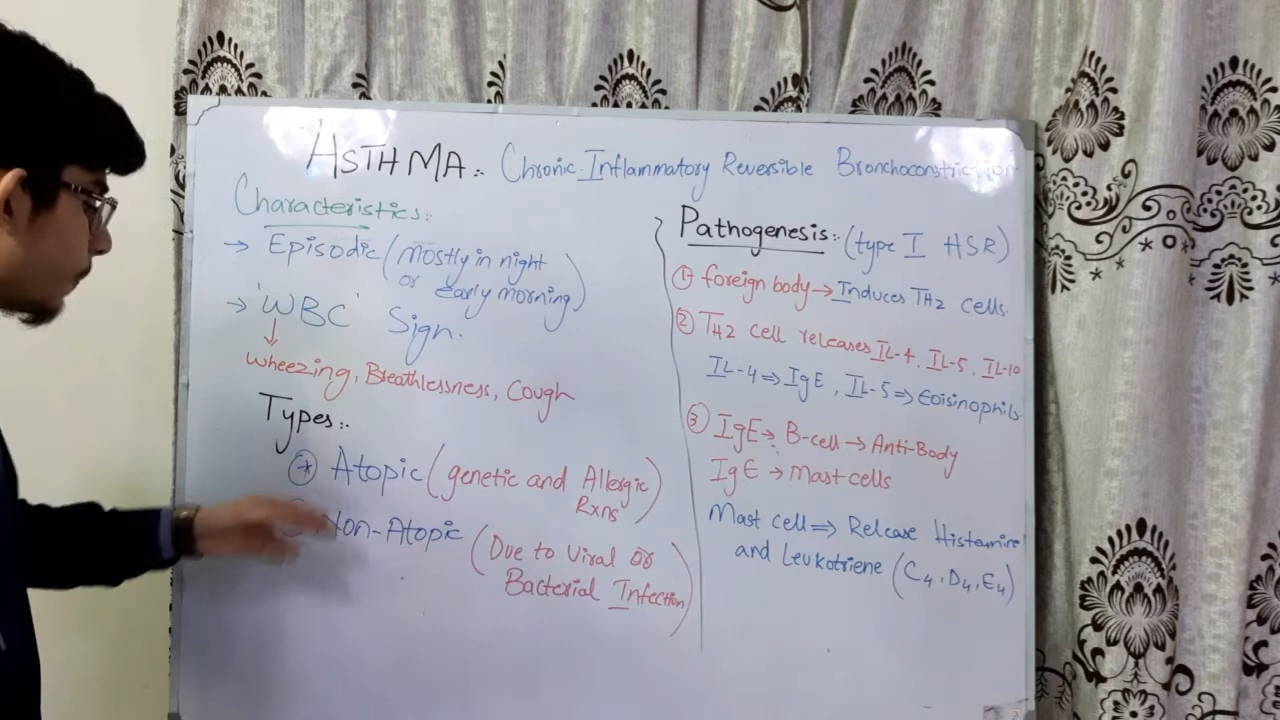 ASTHMA:- Chronic Inflammatory Reversible Bronchoconstriction
Characteristics:-
→ Episodic (Mostly in night
or early morning)
→ 'WBC' Sign.
↓
Wheezing, Breathlessness, Cough
Types:-
→ Atopic (genetic and Allergic
Rxns)
Non-Atopic (Due to Viral or
Bacterial Infection)
Pathogenesis:- (type I HSR)
① foreign body → Induces TH2 cells.
② TH2 cell releases IL-4, IL-5, IL-10
IL-4 ⇒ IgE, IL-5 ⇒ Eoisinophils
③ IgE → B-cell → Anti-Body
IgE → Mast cells
Mast cell ⇒ Release Histamine
and Leukotriene (C4, D4, E4)